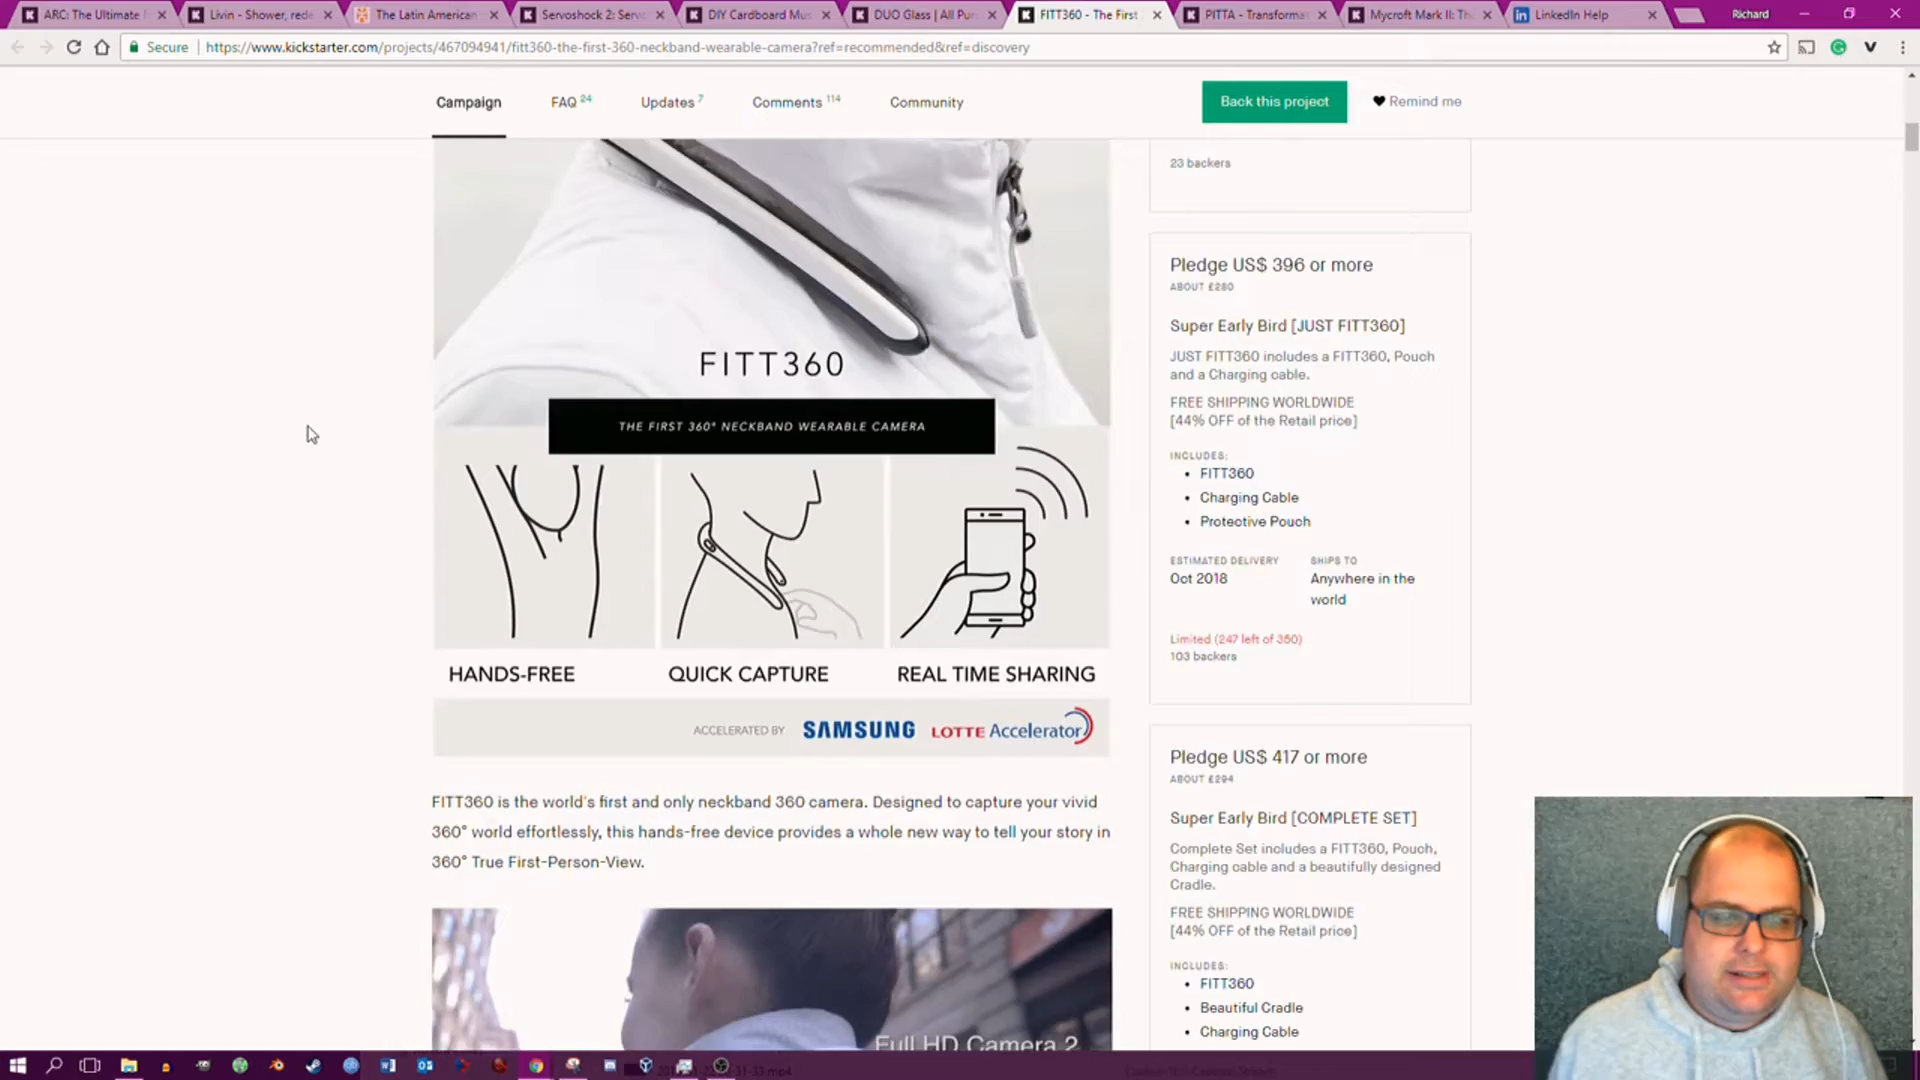 ARC: The Ultimate
Livin - Shower, rede
The Latin American
Servoshock 2: Servo
DIY Cardboard Mus
DUO Glass | All Pur
FITT360 - The First
PITTA - Transforma
Mycroft Mark II: Th
LinkedIn Help
Richard
Secure
https://www.kickstarter.com/projects/467094941/fitt360-the-first-360-neckband-wearable-camera?ref=recommended&ref=discovery
Campaign
FAQ 24
Updates 7
Comments 114
Community
Back this project
Remind me
FITT360
THE FIRST 360° NECKBAND WEARABLE CAMERA
HANDS-FREE
QUICK CAPTURE
REAL TIME SHARING
ACCELERATED BY SAMSUNG LOTTE Accelerator
FITT360 is the world's first and only neckband 360 camera. Designed to capture your vivid
360° world effortlessly, this hands-free device provides a whole new way to tell your story in
360° True First-Person-View.
Full HD Camera 2
23 backers
Pledge US$ 396 or more
ABOUT £280
Super Early Bird [JUST FITT360]
JUST FITT360 includes a FITT360, Pouch
and a Charging cable.
FREE SHIPPING WORLDWIDE
[44% OFF of the Retail price]
INCLUDES:
FITT360
Charging Cable
Protective Pouch
ESTIMATED DELIVERY
Oct 2018
SHIPS TO
Anywhere in the
world
Limited (247 left of 350)
103 backers
Pledge US$ 417 or more
ABOUT £294
Super Early Bird [COMPLETE SET]
Complete Set includes a FITT360, Pouch,
Charging cable and a beautifully designed
Cradle.
FREE SHIPPING WORLDWIDE
[44% OFF of the Retail price]
INCLUDES:
FITT360
Beautiful Cradle
Charging Cable